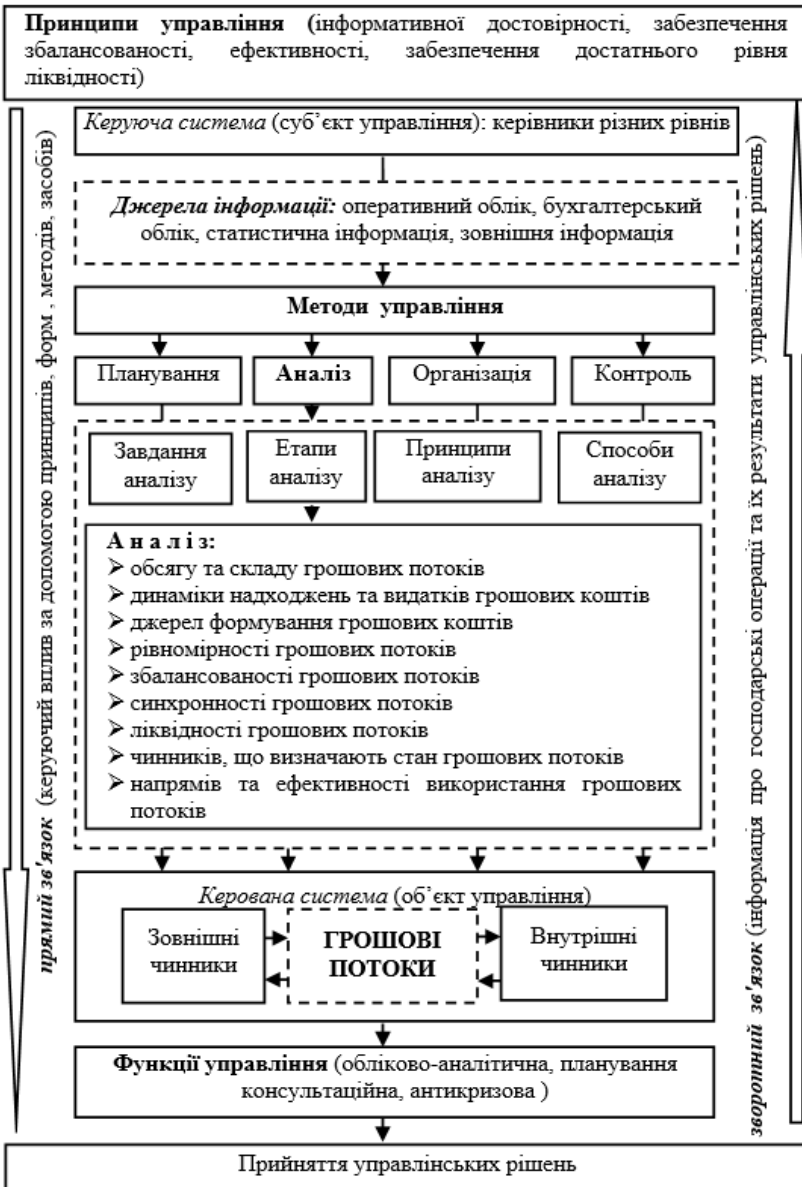 Принципи управління (інформативної достовірності, забезпечення
збалансованості, ефективності, забезпечення достатнього рівня
ліквідності)
Керуюча система (суб’єкт управління): керівники різних рівнів
Джерела інформації: оперативний облік, бухгалтерський
облік, статистична інформація, зовнішня інформація
Методи управління
Планування
Аналіз
Організація
Контроль
Завдання
аналізу
Етапи
аналізу
Принципи
аналізу
Способи
аналізу
А н а л і з:
➢ обсягу та складу грошових потоків
➢ динаміки надходжень та видатків грошових коштів
➢ джерел формування грошових коштів
➢ рівномірності грошових потоків
➢ збалансованості грошових потоків
➢ синхронності грошових потоків
➢ ліквідності грошових потоків
➢ чинників, що визначають стан грошових потоків
➢ напрямів та ефективності використання грошових
потоків
Керована система (об’єкт управління)
Зовнішні
чинники
ГРОШОВІ
ПОТОКИ
Внутрішні
чинники
Функції управління (обліково-аналітична, планування
консультаційна, антикризова )
Прийняття управлінських рішень
прямий зв'язок (керуючий вплив за допомогою принципів, форм , методів, засобів)
зворотний зв'язок (інформація про господарські операції та їх результати управлінських рішень)